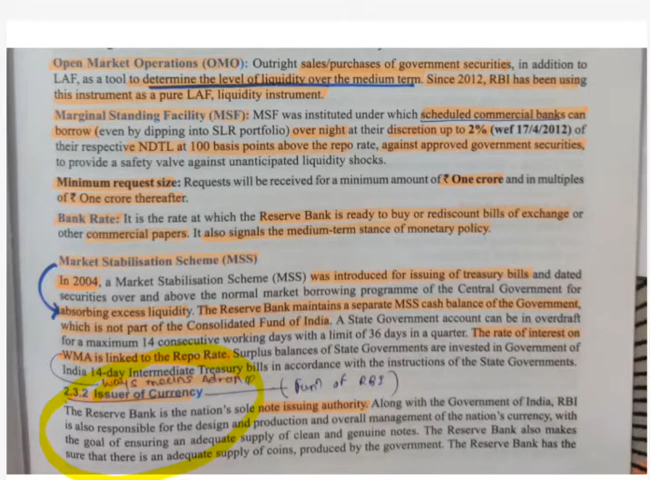 Open Market Operations (OMO): Outright sales/purchases of government securities, in addition to
LAF, as a tool to determine the level of liquidity over the medium term. Since 2012, RBI has been using
this instrument as a pure LAF, liquidity instrument.
Marginal Standing Facility (MSF): MSF was instituted under which scheduled commercial banks can
borrow (even by dipping into SLR portfolio) over night at their discretion up to 2% (wef 17/4/2012) of
their respective NDTL at 100 basis points above the repo rate, against approved government securities,
to provide a safety valve against unanticipated liquidity shocks.
Minimum request size: Requests will be received for a minimum amount of ₹ One crore and in multiples
of ₹ One crore thereafter.
Bank Rate: It is the rate at which the Reserve Bank is ready to buy or rediscount bills of exchange or
other commercial papers. It also signals the medium-term stance of monetary policy.
Market Stabilisation Scheme (MSS)
In 2004, a Market Stabilisation Scheme (MSS) was introduced for issuing of treasury bills and dated
securities over and above the normal market borrowing programme of the Central Government for
absorbing excess liquidity. The Reserve Bank maintains a separate MSS cash balance of the Government,
which is not part of the Consolidated Fund of India. A State Government account can be in overdraft
for a maximum 14 consecutive working days with a limit of 36 days in a quarter. The rate of interest on
WMA is linked to the Repo Rate. Surplus balances of State Governments are invested in Government of
India 14-day Intermediate Treasury bills in accordance with the instructions of the State Governments.
ways means
2.3.2 Issuer of Currency (Fun of RBI)
The Reserve Bank is the nation's sole note issuing authority. Along with the Government of India, RBI
is also responsible for the design and production and overall management of the nation's currency, with
the goal of ensuring an adequate supply of clean and genuine notes. The Reserve Bank also makes
sure that there is an adequate supply of coins, produced by the government. The Reserve Bank has the